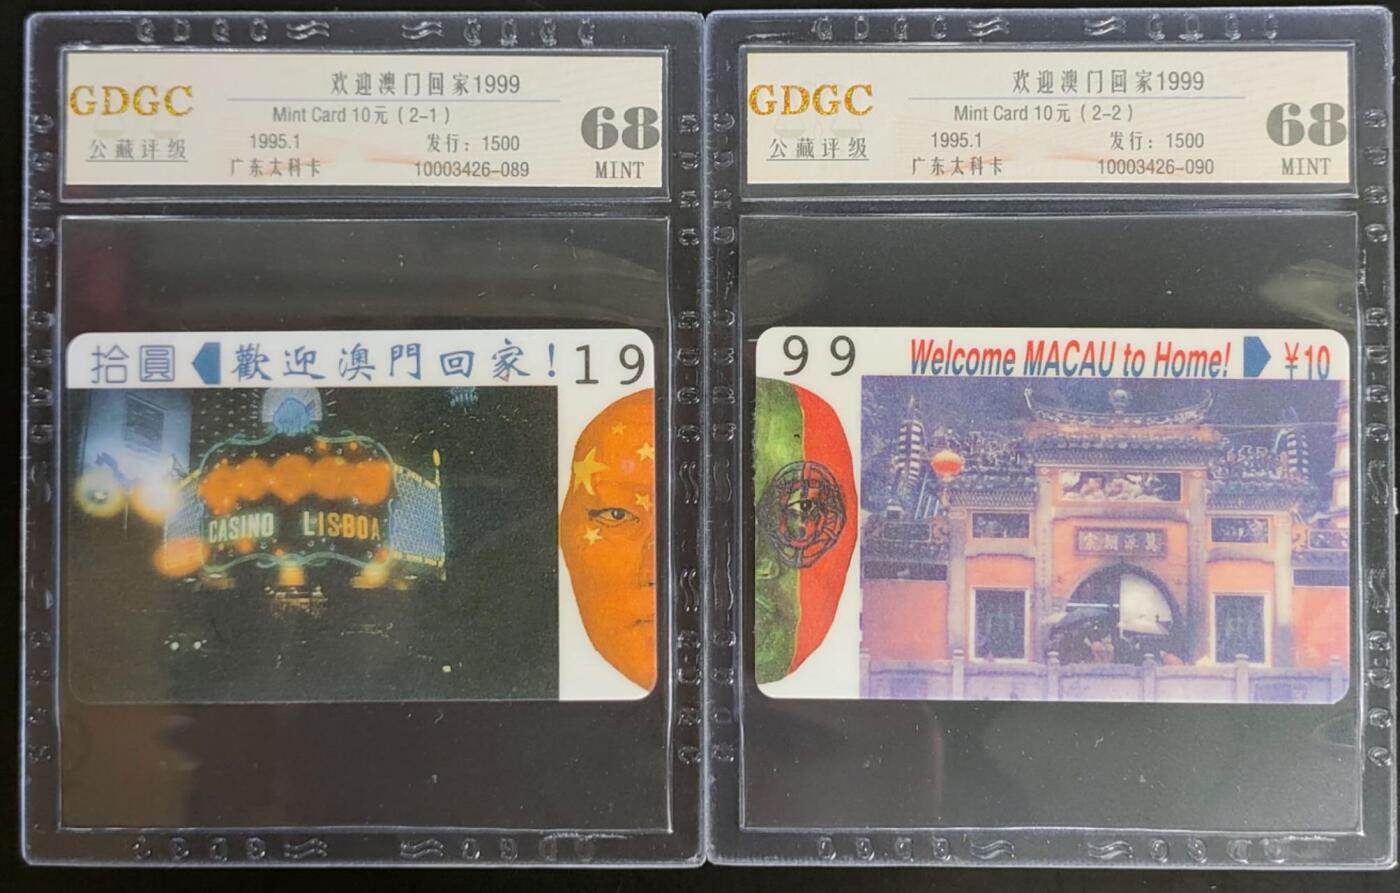 GDGC
公藏评级
欢迎澳门回家1999
Mint Card 10元 (2-1)
1995.1 发行: 1500
广东太科卡 10003426-089
68
MINT
拾圓 歡迎澳門回家! 19
CASINO LISBOA
GDGC
公藏评级
欢迎澳门回家1999
Mint Card 10元 (2-2)
1995.1 发行: 1500
广东太科卡 10003426-090
68
MINT
99 Welcome MACAU to Home! ¥10